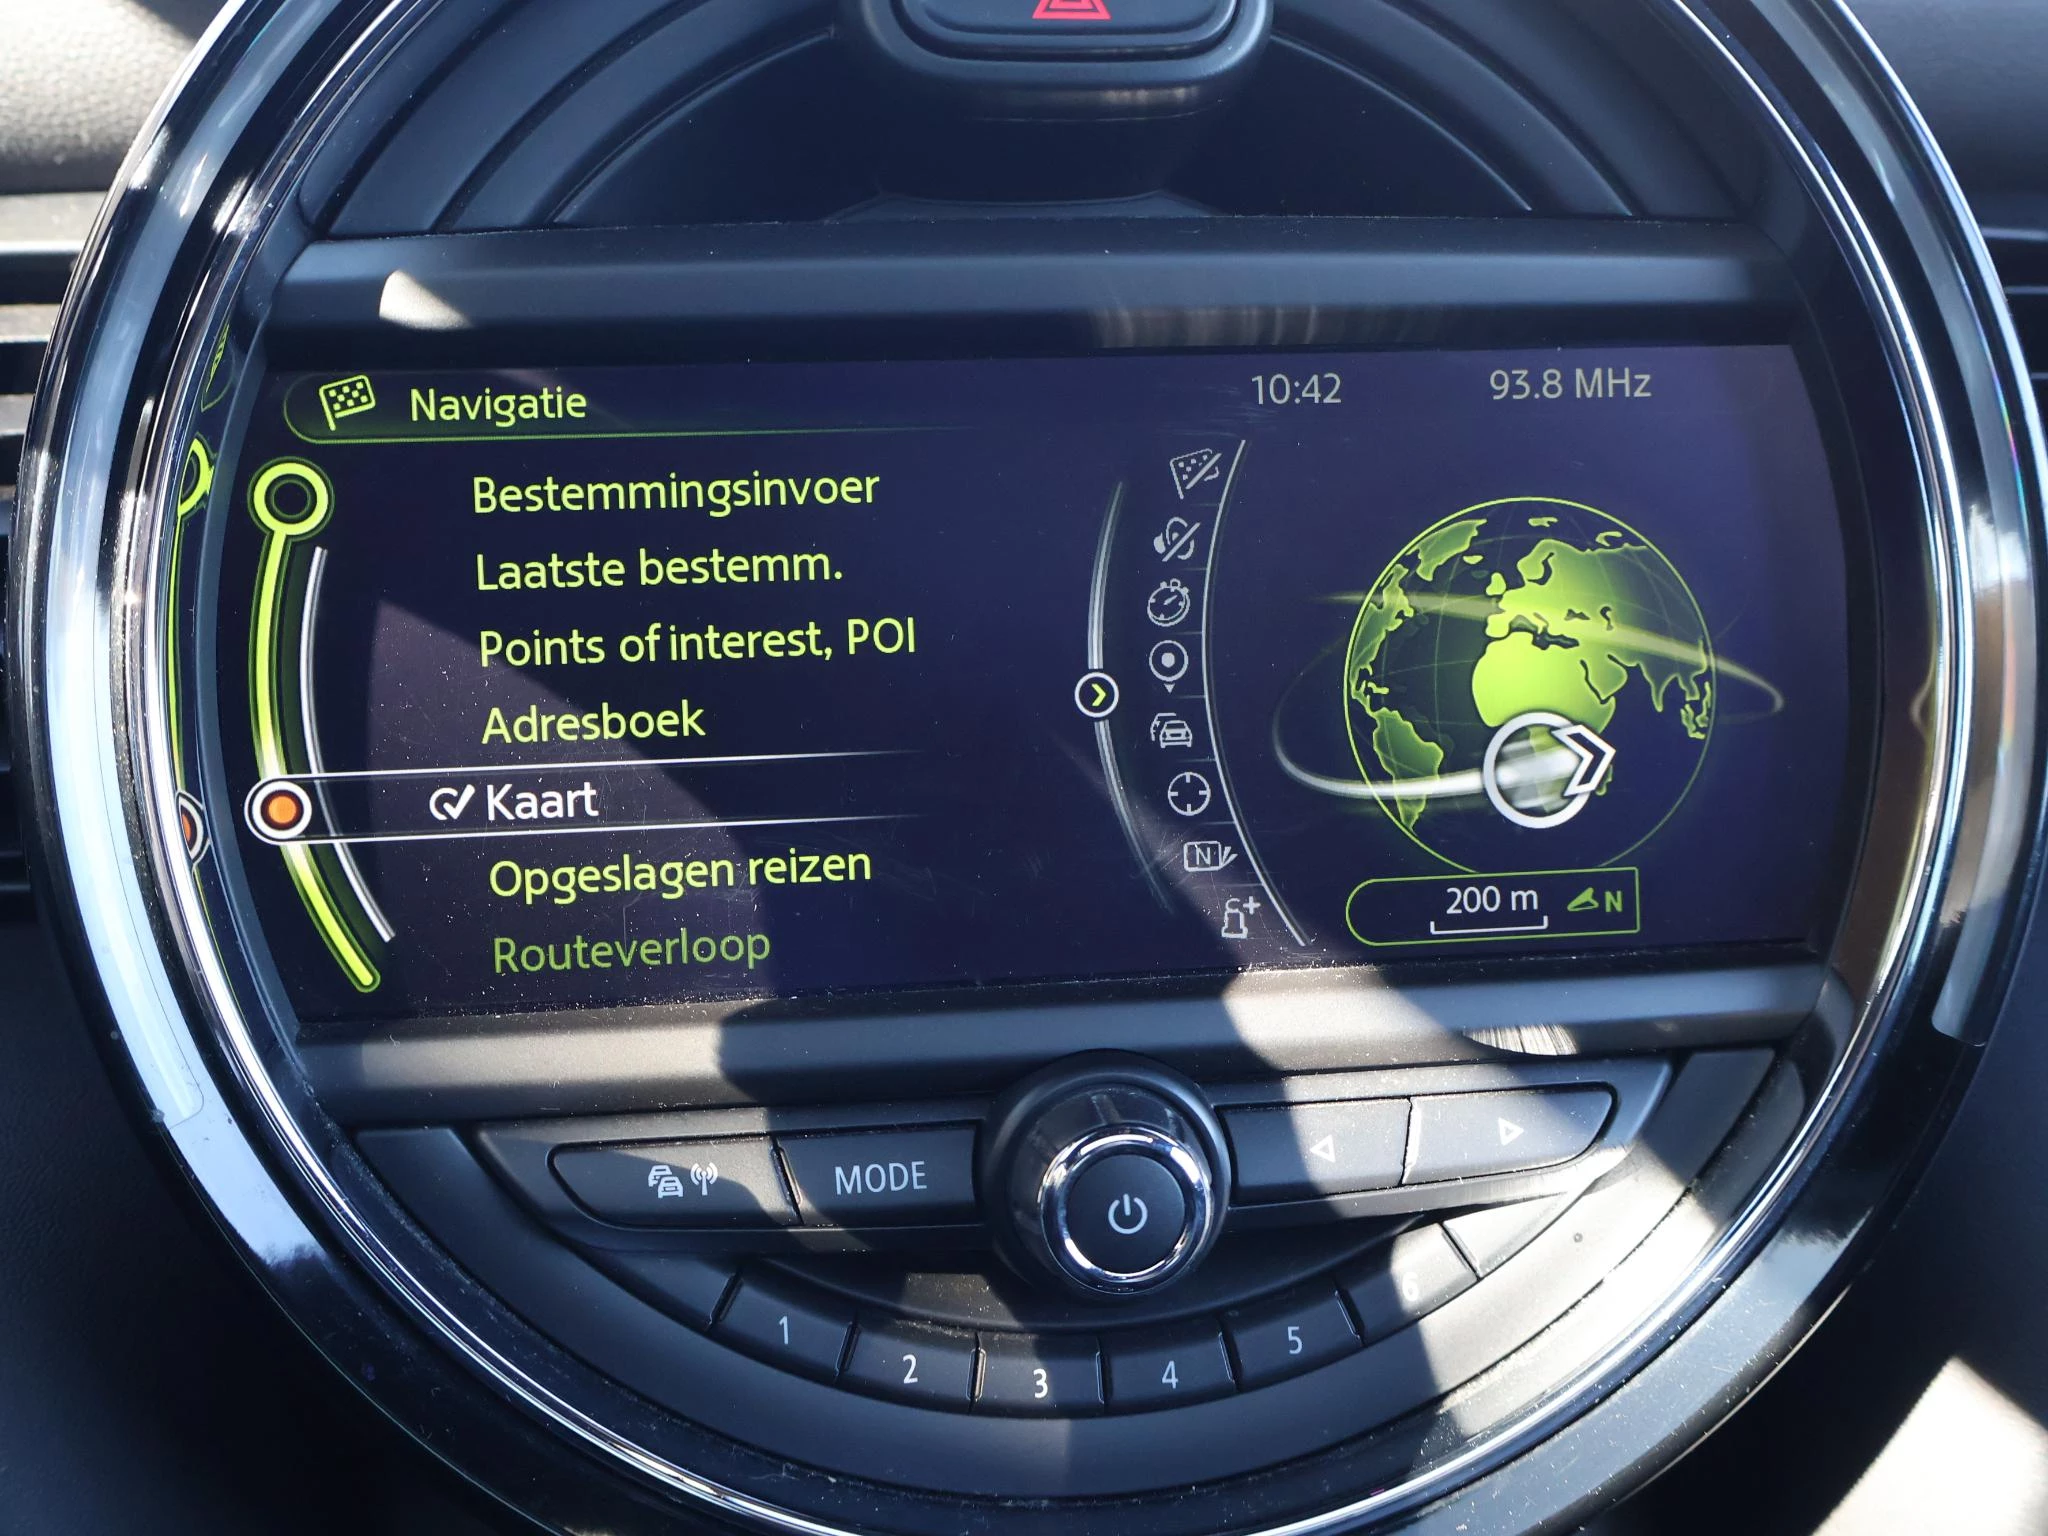 Navigatie
10:42
93.8 MHz
Bestemmingsinvoer
Laatste bestemm.
Points of interest, POI
Adresboek
Kaart
Opgeslagen reizen
Routeverloop
N
200 m
N
MODE
1
2
3
4
5
6